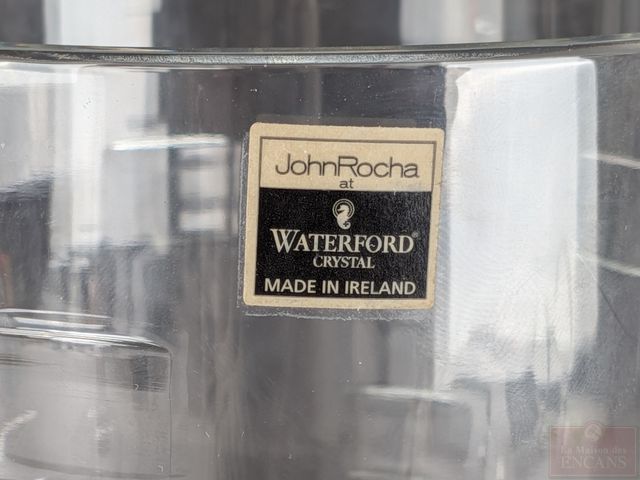 JohnRocha
at
WATERFORD®
CRYSTAL
MADE IN IRELAND
La Maison des
ENCANS